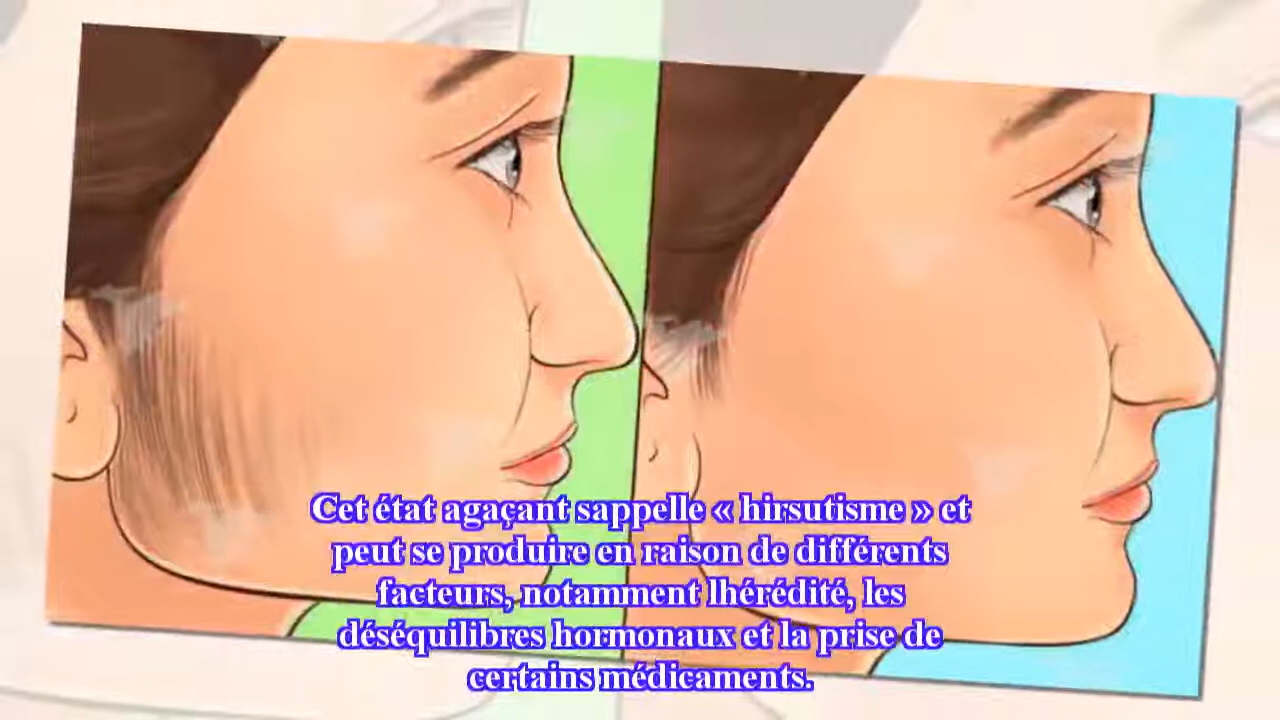 Cet état agaçant sappelle « hirsutisme » et
peut se produire en raison de différents
facteurs, notamment lhérédité, les
déséquilibres hormonaux et la prise de
certains médicaments.